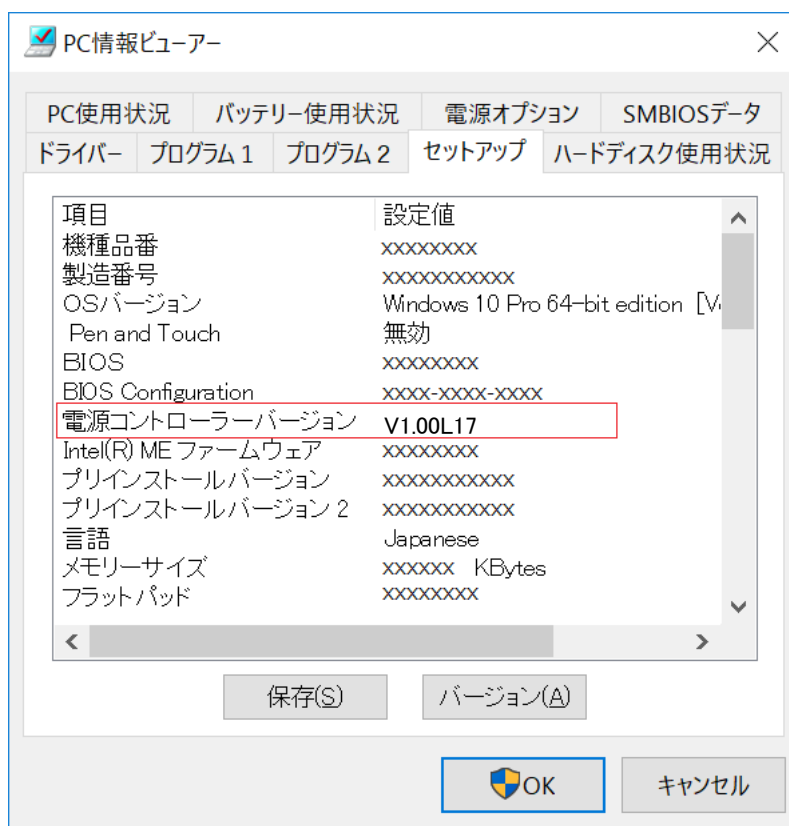 PC情報ビューアー
PC使用状況 バッテリー使用状況 電源オプション SMBIOSデータ
ドライバー プログラム 1 プログラム 2 セットアップ ハードディスク使用状況
項目 設定値
機種品番 xxxxxxxx
製造番号 xxxxxxxxxxx
OSバージョン Windows 10 Pro 64-bit edition [V
Pen and Touch 無効
BIOS xxxxxxxx
BIOS Configuration xxxx-xxxx-xxxx
電源コントローラーバージョン V1.00L17
Intel(R) ME ファームウェア xxxxxxxx
プリインストールバージョン xxxxxxxxxxx
プリインストールバージョン 2 xxxxxxxxxxx
言語 Japanese
メモリーサイズ xxxxxx KBytes
フラットパッド xxxxxxxx
保存(S) バージョン(A)
OK キャンセル